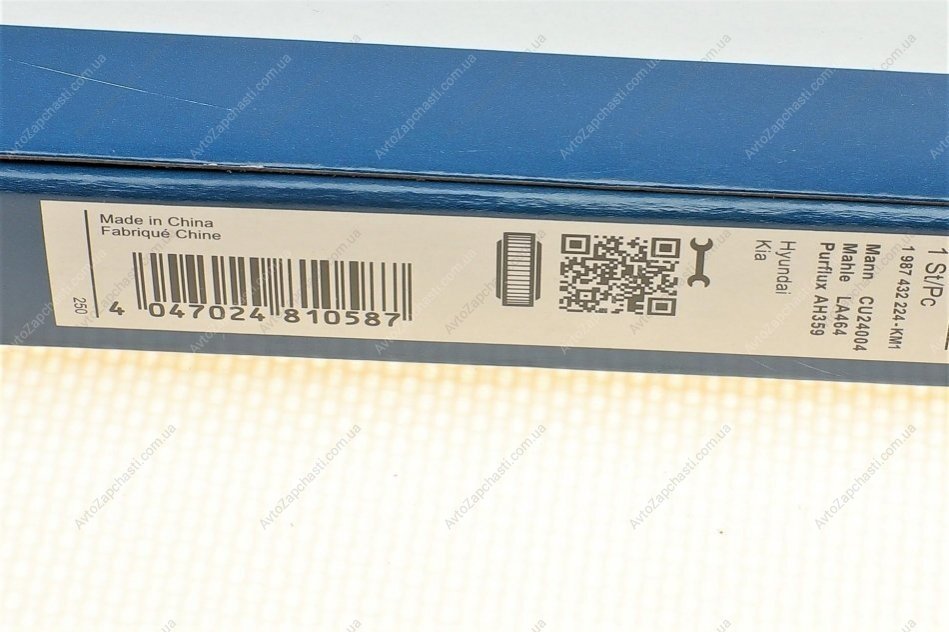 Made in China
Fabriqué Chine
250
4 047024 810587
Hyundai
Kia
1 St/Pc
1 987 432 224-KM1
Mann CU24004
Mahle LA464
Purflux AH359
AvtoZapchasti.com.ua